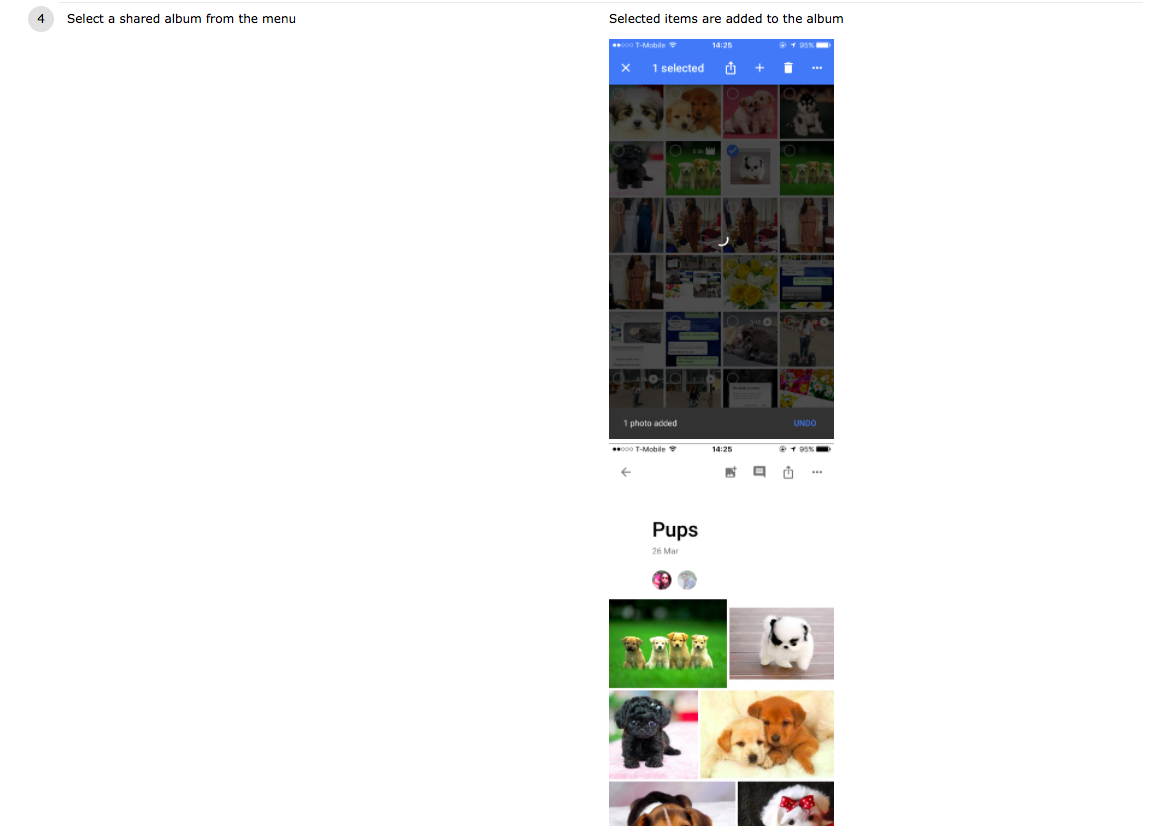 4 Select a shared album from the menu
Selected items are added to the album
T-Mobile 14:25 95%
1 selected
1 photo added UNDO
T-Mobile 14:25 95%
Pups
26 Mar